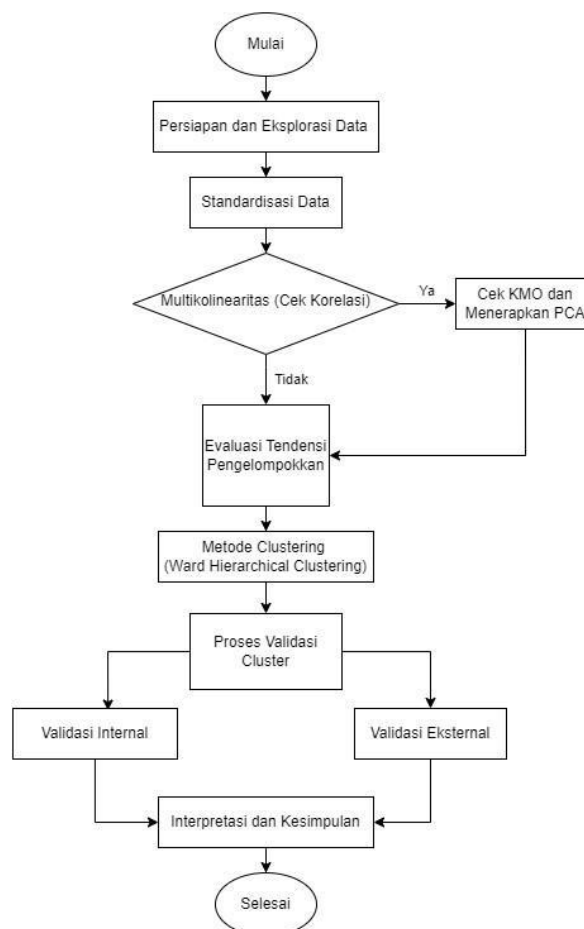 Mulai
Persiapan dan Eksplorasi Data
Standardisasi Data
Multikolinearitas (Cek Korelasi)
Ya
Cek KMO dan
Menerapkan PCA
Tidak
Evaluasi Tendensi
Pengelompokkan
Metode Clustering
(Ward Hierarchical Clustering)
Proses Validasi
Cluster
Validasi Internal
Validasi Eksternal
Interpretasi dan Kesimpulan
Selesai